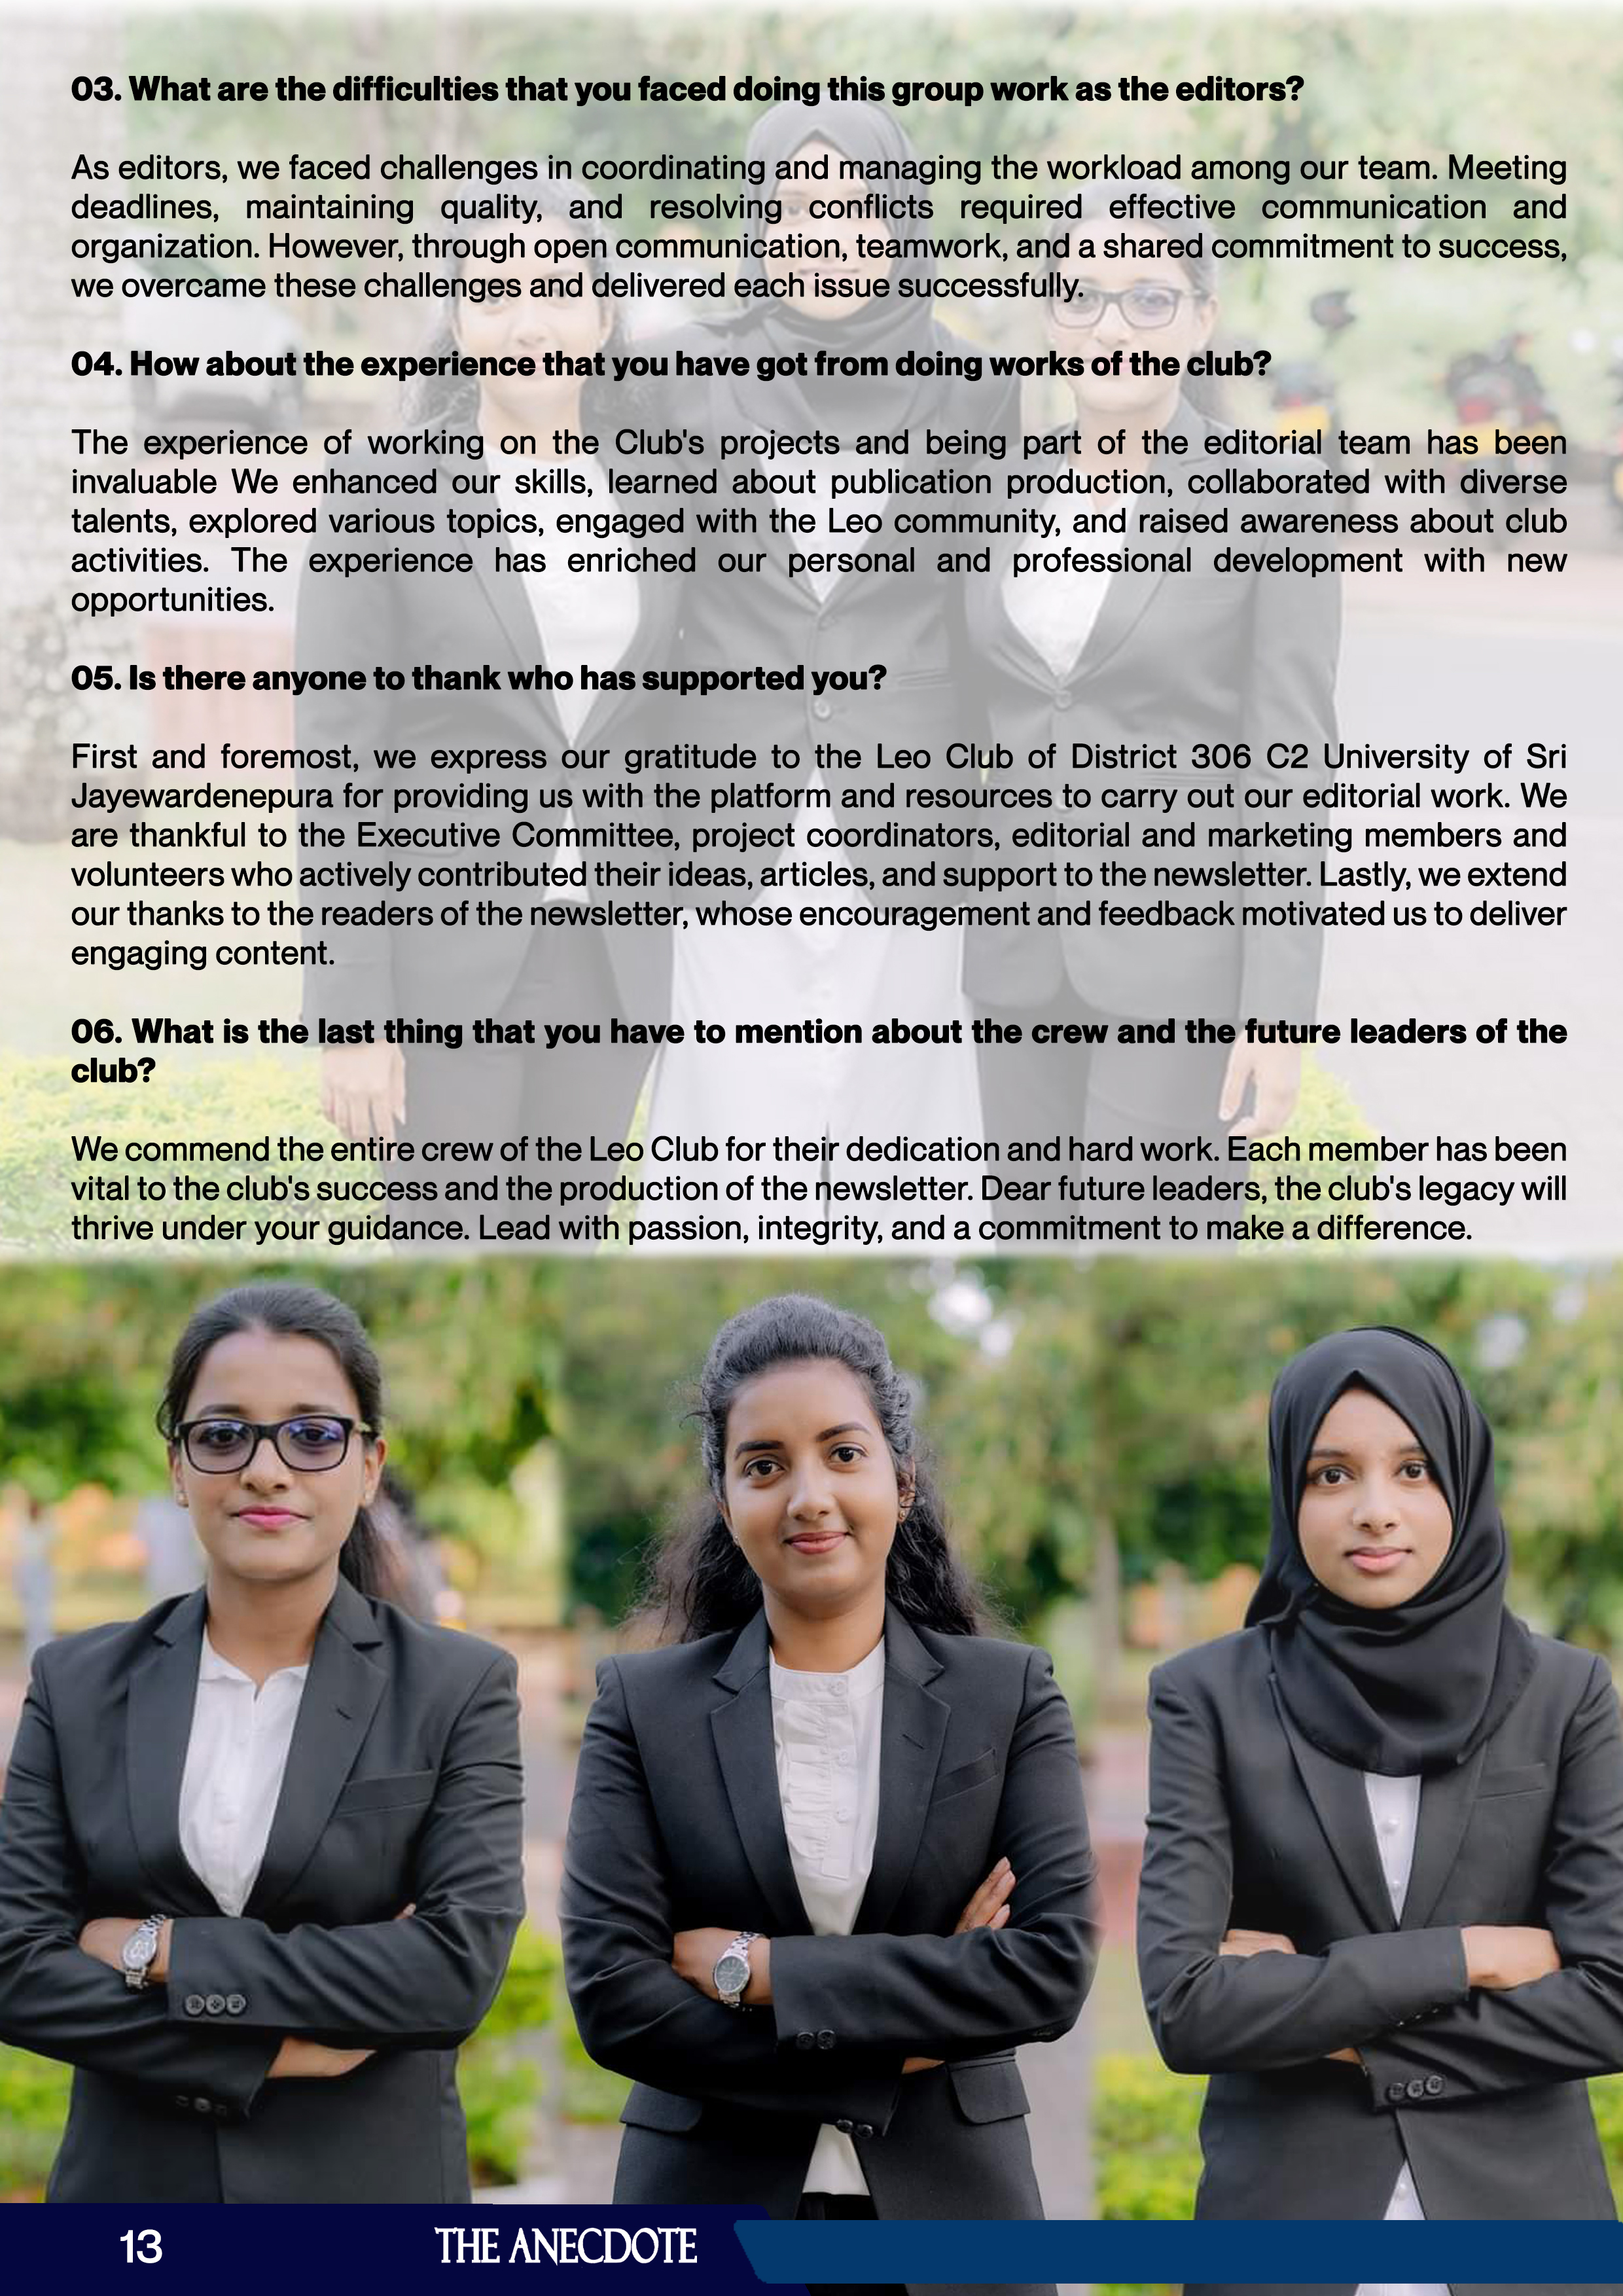 03. What are the difficulties that you faced doing this group work as the editors?
As editors, we faced challenges in coordinating and managing the workload among our team. Meeting
deadlines, maintaining quality, and resolving conflicts required effective communication and
organization. However, through open communication, teamwork, and a shared commitment to success,
we overcame these challenges and delivered each issue successfully.
04. How about the experience that you have got from doing works of the club?
The experience of working on the Club's projects and being part of the editorial team has been
invaluable We enhanced our skills, learned about publication production, collaborated with diverse
talents, explored various topics, engaged with the Leo community, and raised awareness about club
activities. The experience has enriched our personal and professional development with new
opportunities.
05. Is there anyone to thank who has supported you?
First and foremost, we express our gratitude to the Leo Club of District 306 C2 University of Sri
Jayewardenepura for providing us with the platform and resources to carry out our editorial work. We
are thankful to the Executive Committee, project coordinators, editorial and marketing members and
volunteers who actively contributed their ideas, articles, and support to the newsletter. Lastly, we extend
our thanks to the readers of the newsletter, whose encouragement and feedback motivated us to deliver
engaging content.
06. What is the last thing that you have to mention about the crew and the future leaders of the
club?
We commend the entire crew of the Leo Club for their dedication and hard work. Each member has been
vital to the club's success and the production of the newsletter. Dear future leaders, the club's legacy will
thrive under your guidance. Lead with passion, integrity, and a commitment to make a difference.
13
THE ANECDOTE